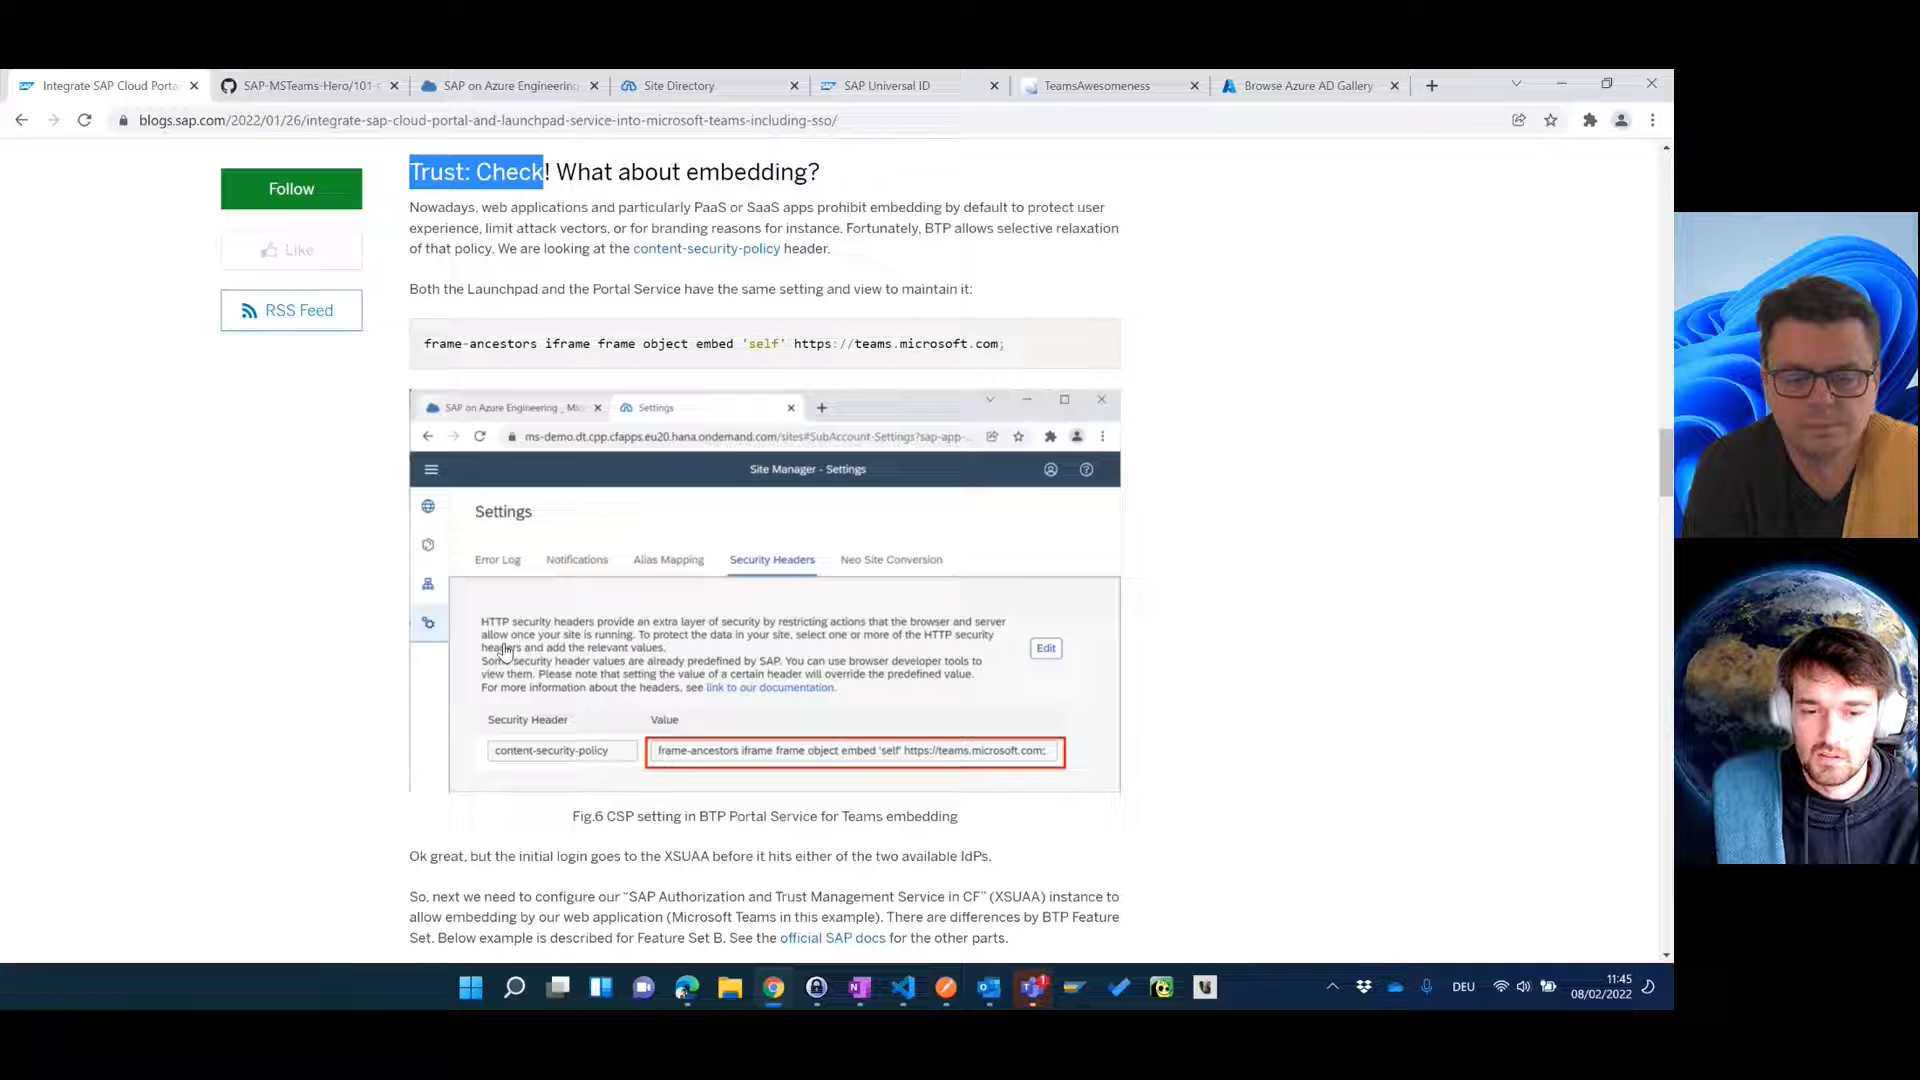 Integrate SAP Cloud Porta
SAP-MSTeams-Hero/101-
SAP on Azure Engineering
Site Directory
SAP Universal ID
TeamsAwesomeness
Browse Azure AD Gallery
blogs.sap.com/2022/01/26/integrate-sap-cloud-portal-and-launchpad-service-into-microsoft-teams-including-sso/
Follow
Like
RSS Feed
Trust: Check! What about embedding?
Nowadays, web applications and particularly PaaS or SaaS apps prohibit embedding by default to protect user
experience, limit attack vectors, or for branding reasons for instance. Fortunately, BTP allows selective relaxation
of that policy. We are looking at the content-security-policy header.
Both the Launchpad and the Portal Service have the same setting and view to maintain it:
frame-ancestors iframe frame object embed 'self' https://teams.microsoft.com;
SAP on Azure Engineering _ Mic
Settings
ms-demo.dt.cpp.cfapps.eu20.hana.ondemand.com/sites#SubAccount-Settings?sap-app-...
Site Manager - Settings
Settings
Error Log
Notifications
Alias Mapping
Security Headers
Neo Site Conversion
HTTP security headers provide an extra layer of security by restricting actions that the browser and server
allow once your site is running. To protect the data in your site, select one or more of the HTTP security
headers and add the relevant values.
Some security header values are already predefined by SAP. You can use browser developer tools to
view them. Please note that setting the value of a certain header will override the predefined value.
For more information about the headers, see link to our documentation.
Edit
Security Header
Value
content-security-policy
frame-ancestors iframe frame object embed 'self' https://teams.microsoft.com;
Fig.6 CSP setting in BTP Portal Service for Teams embedding
Ok great, but the initial login goes to the XSUAA before it hits either of the two available IdPs.
So, next we need to configure our "SAP Authorization and Trust Management Service in CF" (XSUAA) instance to
allow embedding by our web application (Microsoft Teams in this example). There are differences by BTP Feature
Set. Below example is described for Feature Set B. See the official SAP docs for the other parts.
DEU
11:45
08/02/2022